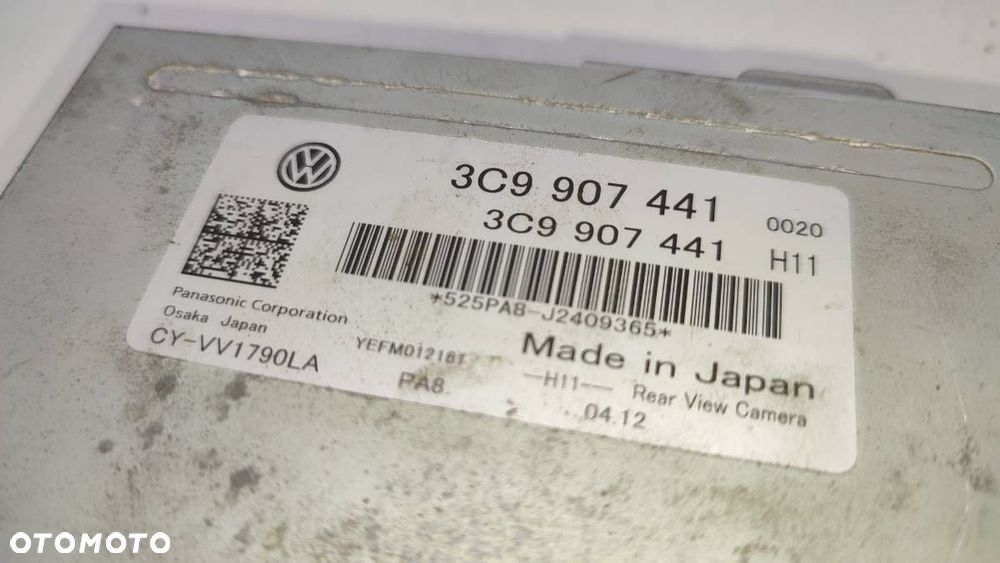 3C9 907 441 0020
3C9 907 441 H11
*525PA8-J2409365*
Panasonic Corporation
Osaka Japan
CY-VV1790LA
YEFM012161
PA8
Made in Japan
—H11— Rear View Camera
04.12
OTOMOTO